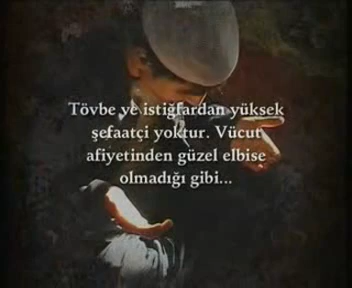 Tövbe ve istiğfardan yüksek
şefaatçi yoktur. Vücut
afiyetinden güzel elbise
olmadığı gibi...